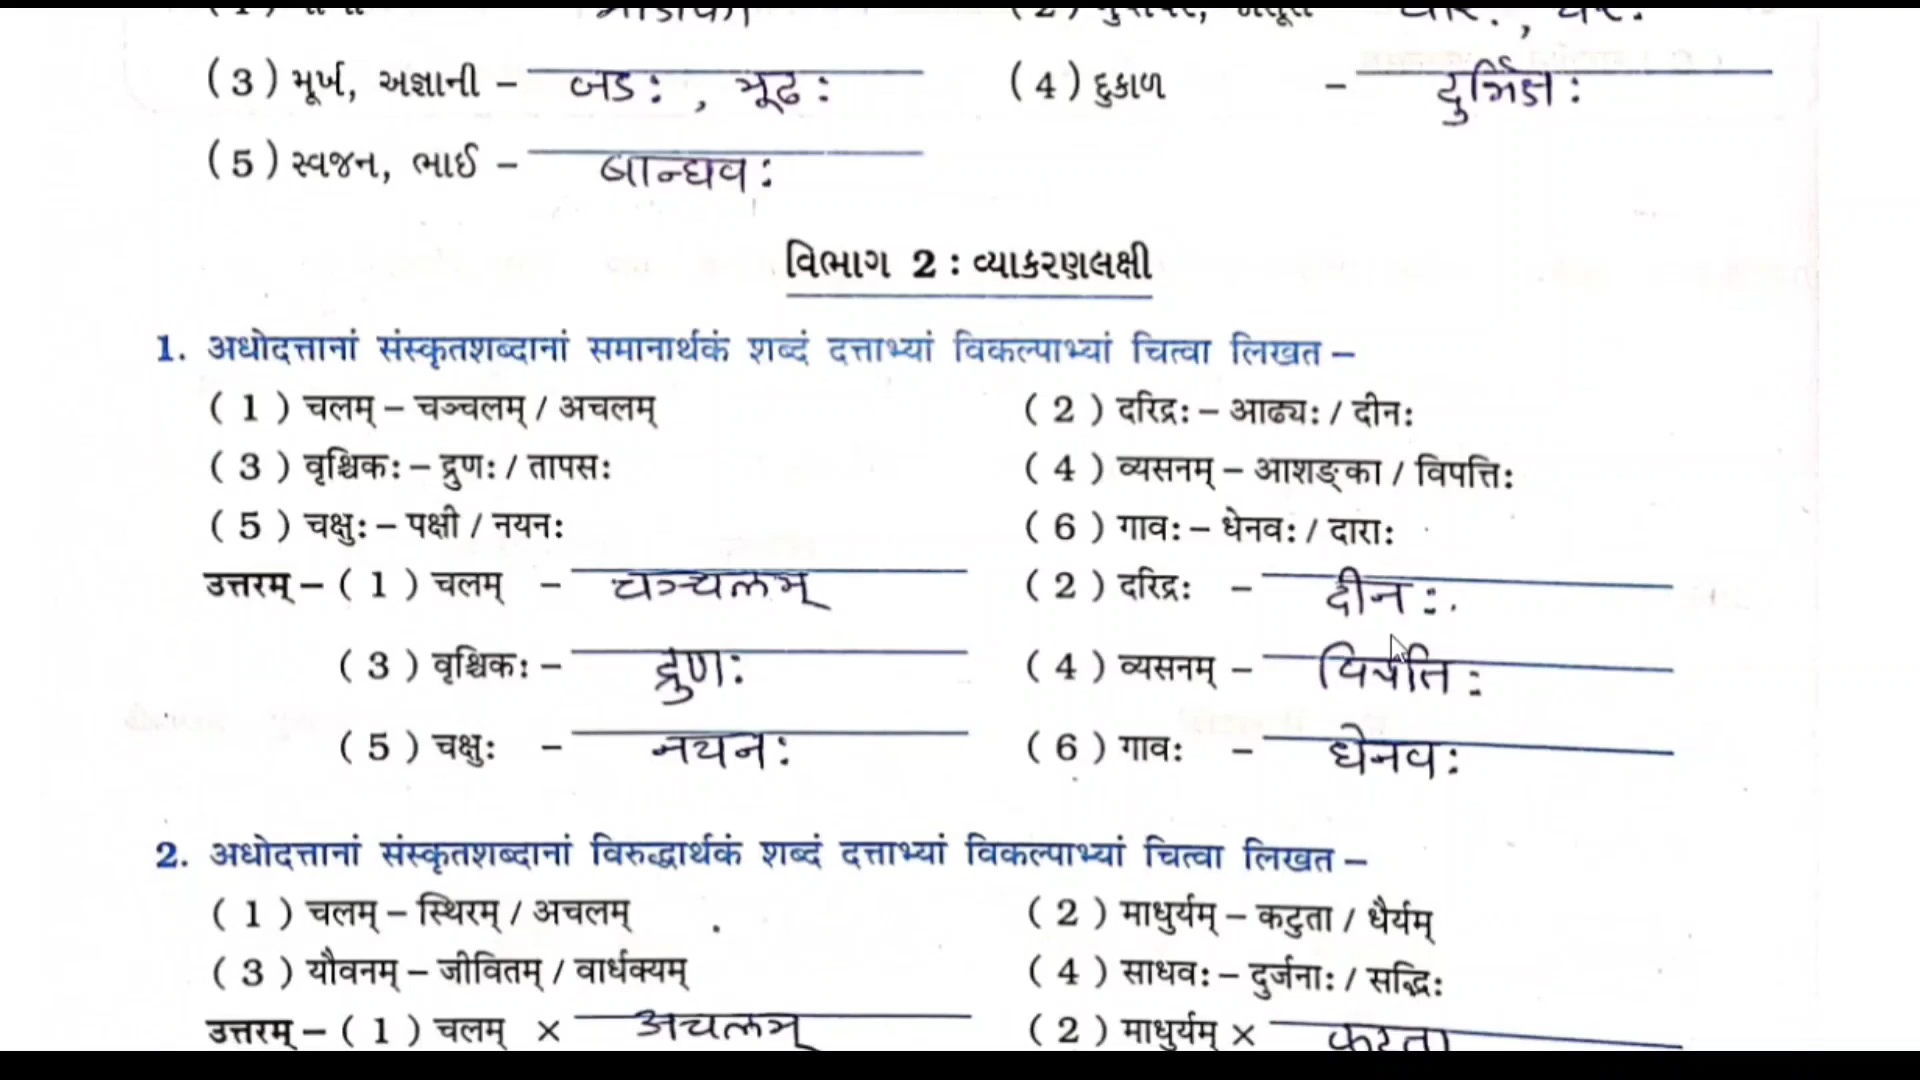 (3) મૂર્ખ, અજ્ઞાની – जडः, मूढः (4) દુકાળ – दुर्भिक्षः
(5) સ્વજન, ભાઈ – बान्धवः
વિભાગ 2 : વ્યાકરણલક્ષી
1. अधोदत्तानां संस्कृतशब्दानां समानार्थकं शब्दं दत्ताभ्यां विकल्पाभ्यां चित्वा लिखत –
(1) चलम् – चञ्चलम् / अचलम् (2) दरिद्रः – आढ्यः / दीनः
(3) वृश्चिकः – द्रुणः / तापसः (4) व्यसनम् – आशङ्का / विपत्तिः
(5) चक्षुः – पक्षी / नयनः (6) गावः – धेनवः / दाराः
उत्तरम् – (1) चलम् – चञ्चलम् (2) दरिद्रः – दीनः
(3) वृश्चिकः – द्रुणः (4) व्यसनम् – विपत्तिः
(5) चक्षुः – नयनः (6) गावः – धेनवः
2. अधोदत्तानां संस्कृतशब्दानां विरुद्धार्थकं शब्दं दत्ताभ्यां विकल्पाभ्यां चित्वा लिखत –
(1) चलम् – स्थिरम् / अचलम् (2) माधुर्यम् – कटुता / धैर्यम्
(3) यौवनम् – जीवितम् / वार्धक्यम् (4) साधवः – दुर्जनाः / सद्भिः
उत्तरम् – (1) चलम् × अचलम् (2) माधुर्यम् × कटुता